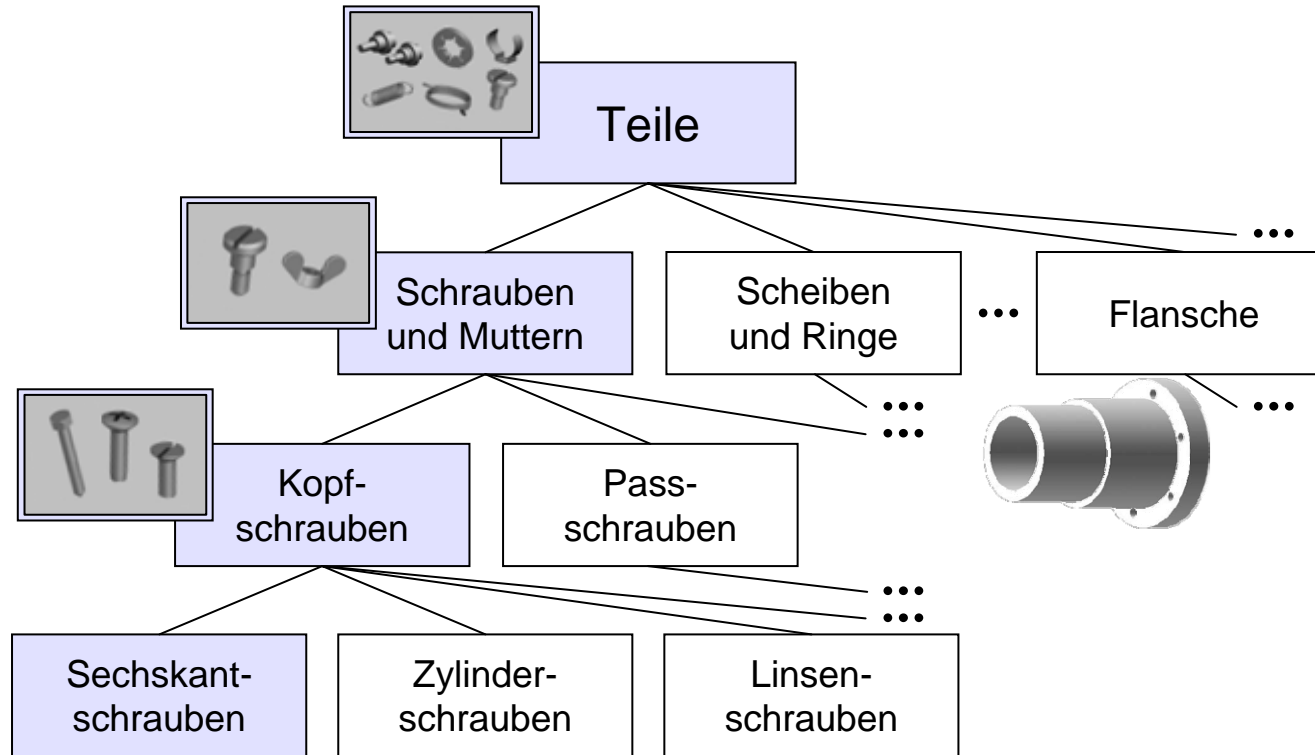 Teile
...
Schrauben
und Muttern
Scheiben
und Ringe
...
Flansche
...
...
...
Kopf-
schrauben
Pass-
schrauben
...
...
Sechskant-
schrauben
Zylinder-
schrauben
Linsen-
schrauben